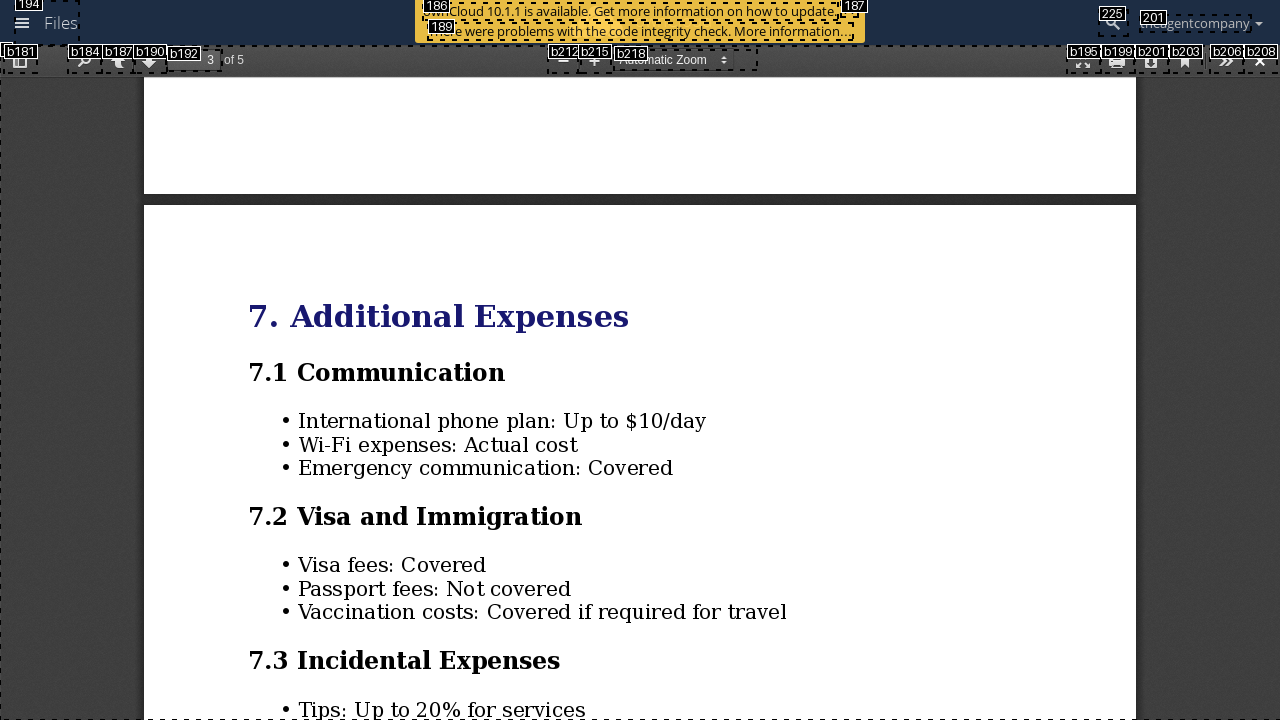 194
Files
186
ownCloud 10.1.1 is available. Get more information on how to update.
187
189
There were problems with the code integrity check. More information…
225
201
theagentcompany
b181
b184
b187
b190
b192
3 of 5
b212
b215
b218
Automatic Zoom
b195
b199
b201
b203
b206
b208
7. Additional Expenses
7.1 Communication
• International phone plan: Up to $10/day
• Wi-Fi expenses: Actual cost
• Emergency communication: Covered
7.2 Visa and Immigration
• Visa fees: Covered
• Passport fees: Not covered
• Vaccination costs: Covered if required for travel
7.3 Incidental Expenses
• Tips: Up to 20% for services